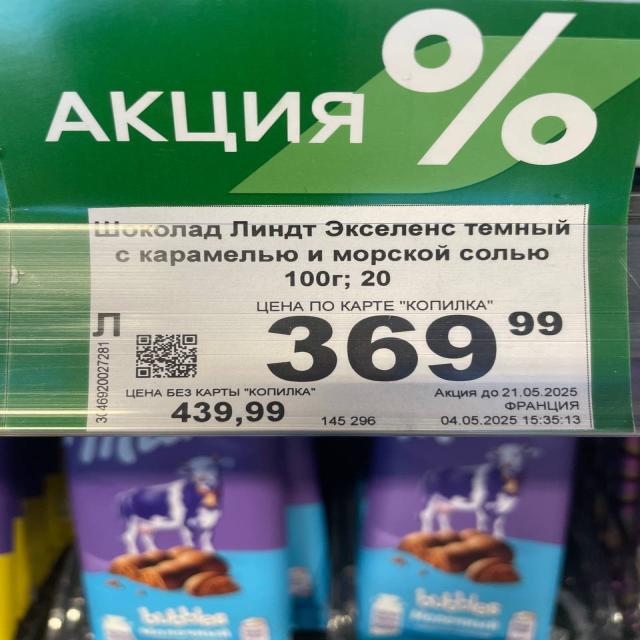 АКЦИЯ %
Шоколад Линдт Экселенс темный
с карамелью и морской солью
100г; 20
ЦЕНА ПО КАРТЕ "КОПИЛКА"
Л
369 99
ЦЕНА БЕЗ КАРТЫ "КОПИЛКА"
439,99
145 296
Акция до 21.05.2025
ФРАНЦИЯ
04.05.2025 15:35:13
bubbles
молочный
bubbles